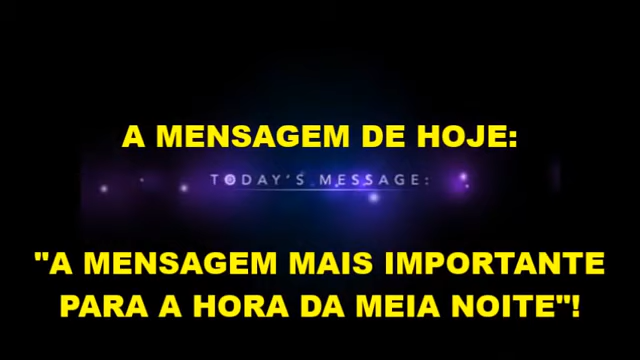 A MENSAGEM DE HOJE:
TODAY'S MESSAGE:
"A MENSAGEM MAIS IMPORTANTE
PARA A HORA DA MEIA NOITE"!